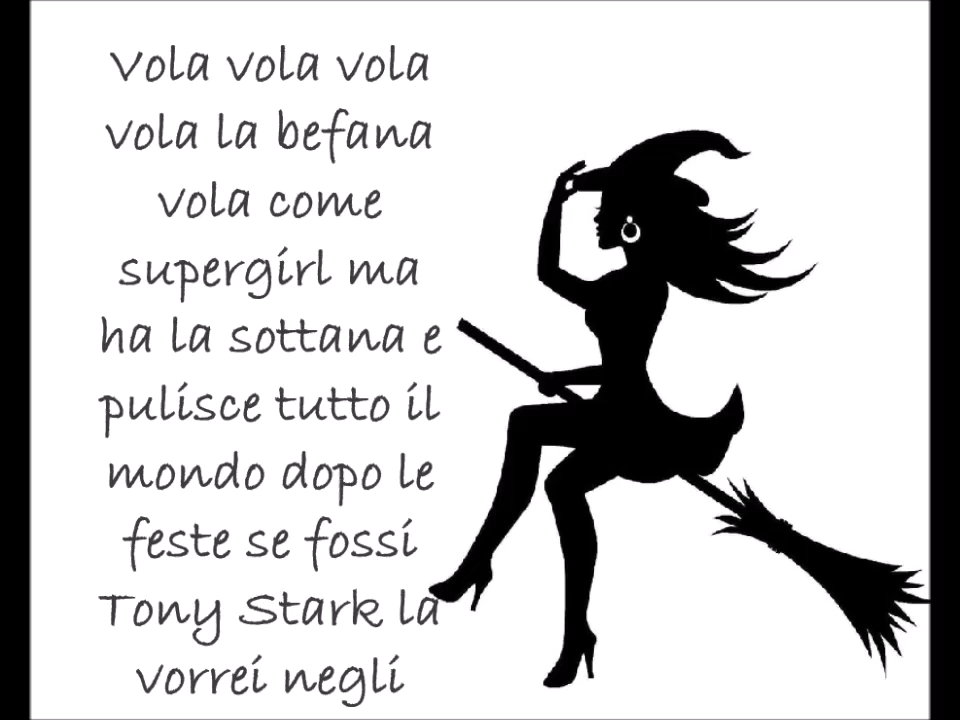 Vola vola vola
vola la befana
vola come
supergirl ma
ha la sottana e
pulisce tutto il
mondo dopo le
feste se fossi
Tony Stark la
vorrei negli